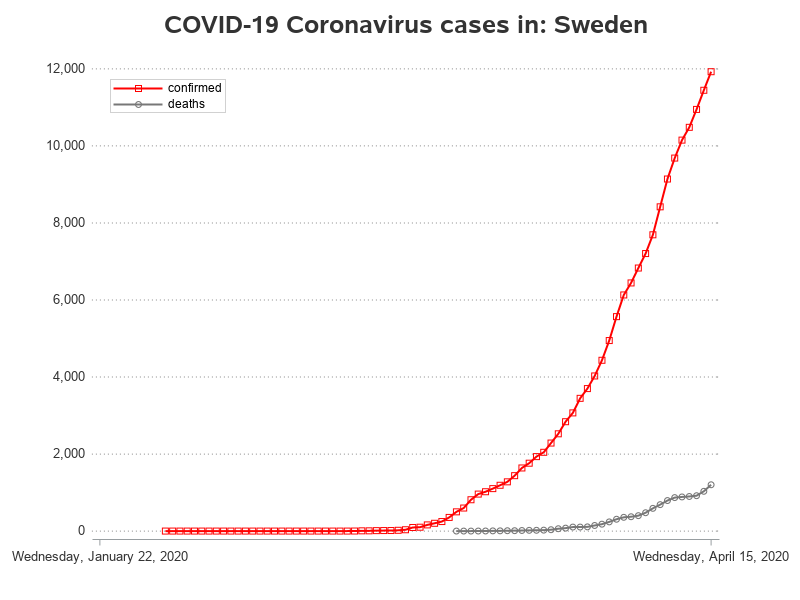 COVID-19 Coronavirus cases in: Sweden
confirmed
deaths
12,000
10,000
8,000
6,000
4,000
2,000
0
Wednesday, January 22, 2020
Wednesday, April 15, 2020